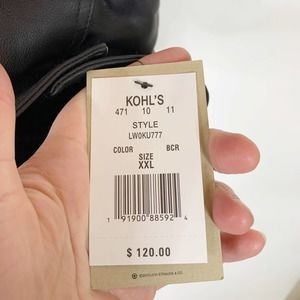 KOHL'S
471 10 11
STYLE
LW0KU777
COLOR BCR
SIZE
XXL
1 91900 88592 4
$ 120.00